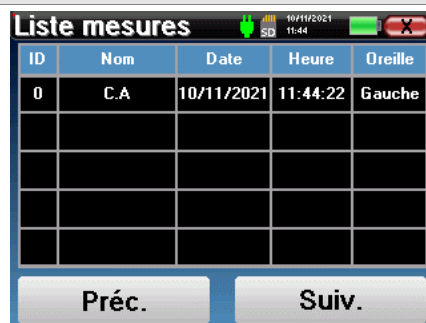 Liste mesures SD 10/11/2021 11:44 X
ID Nom Date Heure Oreille
0 C.A 10/11/2021 11:44:22 Gauche
Préc. Suiv.